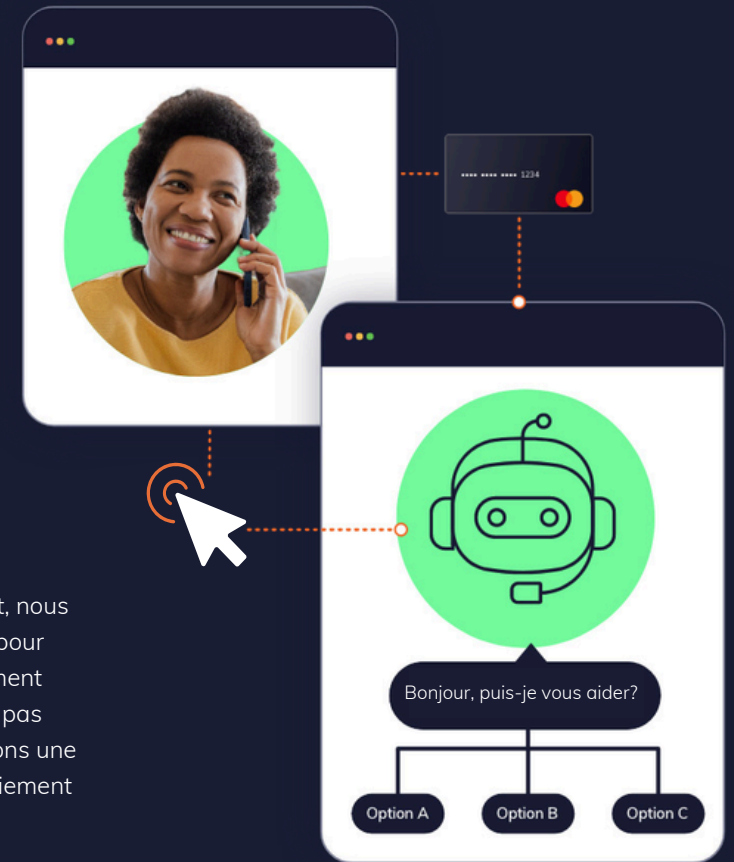 •••• •••• •••• 1234
t, nous
pour
ment
pas
ons une
iement
Bonjour, puis-je vous aider?
Option A
Option B
Option C